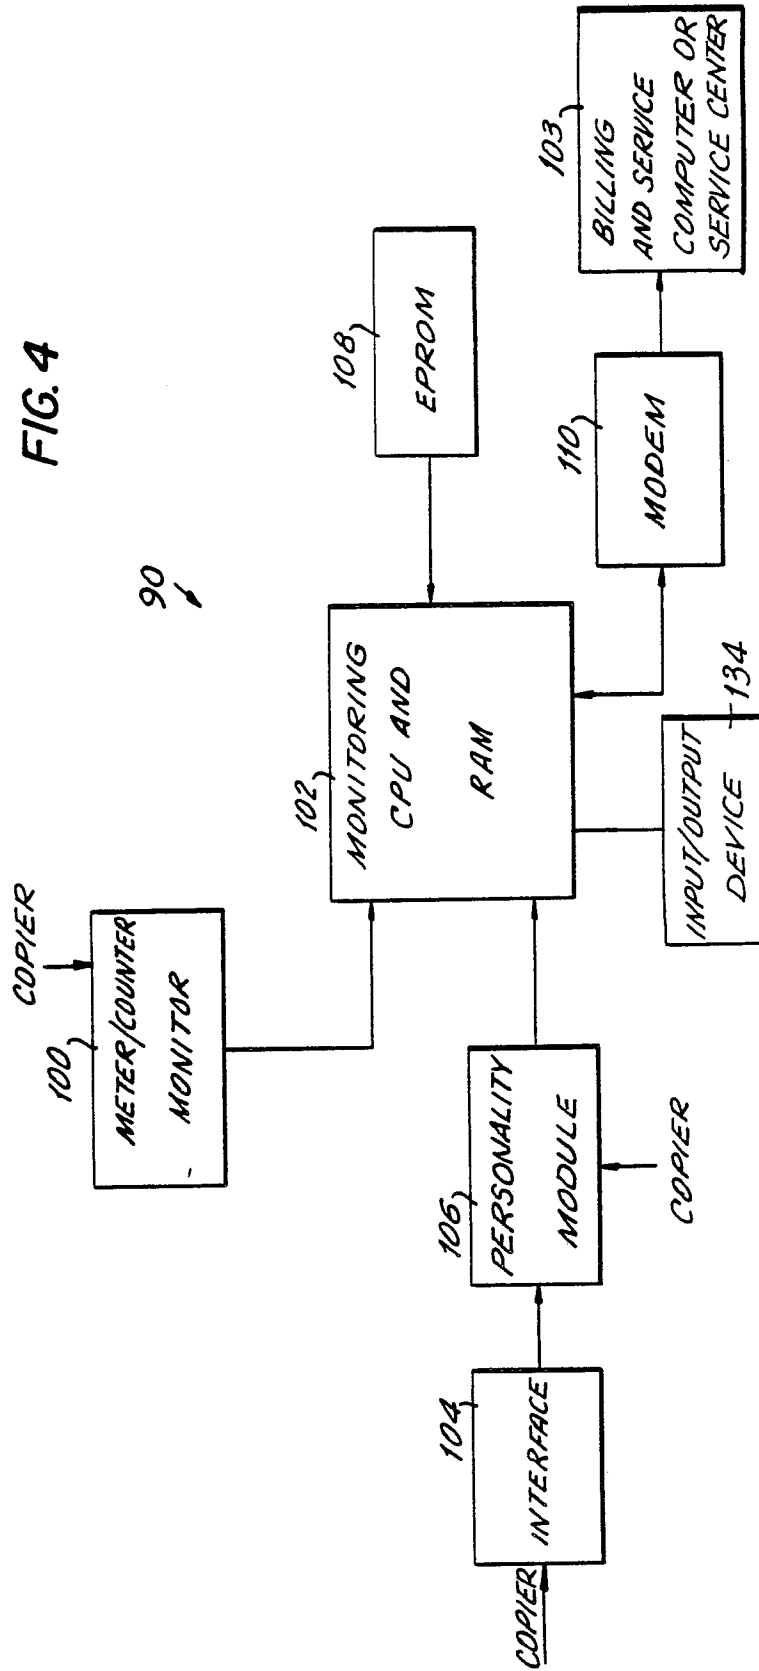 FIG. 4
90
COPIER
100
METER/COUNTER
MONITOR
102
MONITORING
CPU AND
RAM
108
EPROM
104
COPIER
INTERFACE
106
PERSONALITY
MODULE
COPIER
INPUT/OUTPUT
DEVICE
134
110
MODEM
103
BILLING
AND SERVICE
COMPUTER OR
SERVICE CENTER